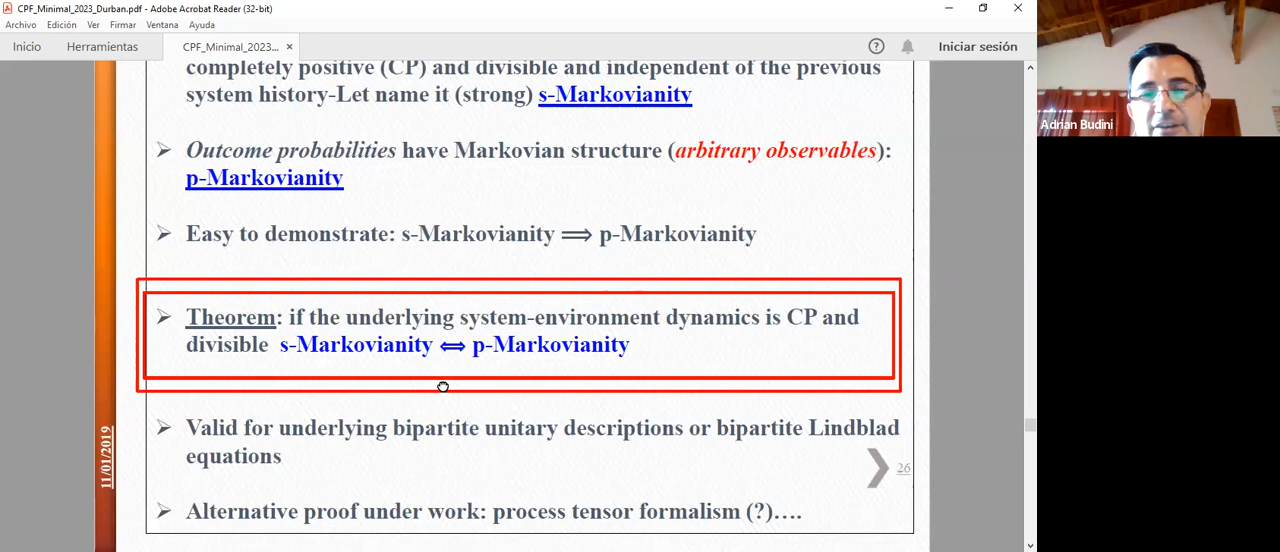 CPF_Minimal_2023_Durban.pdf - Adobe Acrobat Reader (32-bit)
Archivo Edición Ver Firmar Ventana Ayuda
Inicio Herramientas CPF_Minimal_2023... × Iniciar sesión
completely positive (CP) and divisible and independent of the previous
system history-Let name it (strong) s-Markovianity
Outcome probabilities have Markovian structure (arbitrary observables):
p-Markovianity
Easy to demonstrate: s-Markovianity ⟹ p-Markovianity
Theorem: if the underlying system-environment dynamics is CP and
divisible s-Markovianity ⟺ p-Markovianity
Valid for underlying bipartite unitary descriptions or bipartite Lindblad
equations
26
Alternative proof under work: process tensor formalism (?)….
11/01/2019
Adrian Budini